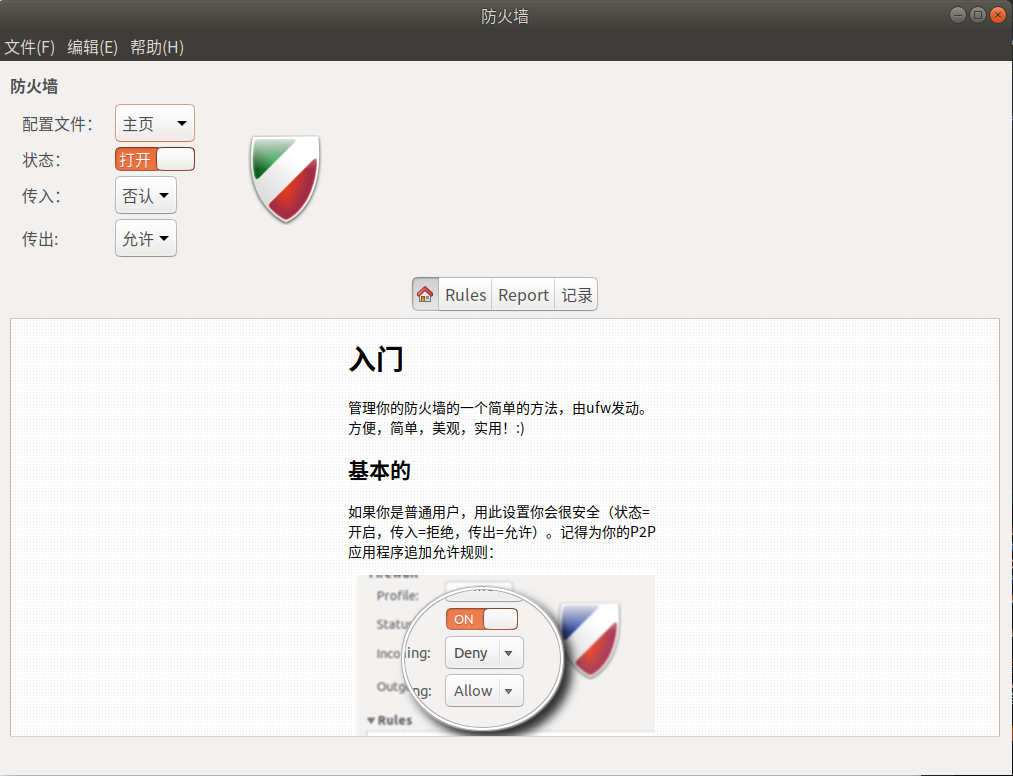 防火墙
文件(F) 编辑(E) 帮助(H)
防火墙
配置文件： 主页
状态： 打开
传入： 否认
传出: 允许
Rules Report 记录
入门
管理你的防火墙的一个简单的方法，由ufw发动。
方便，简单，美观，实用！:)
基本的
如果你是普通用户，用此设置你会很安全（状态=
开启，传入=拒绝，传出=允许）。记得为你的P2P
应用程序追加允许规则：
Profile:
Status ON
Incoming: Deny
Outgoing: Allow
Rules